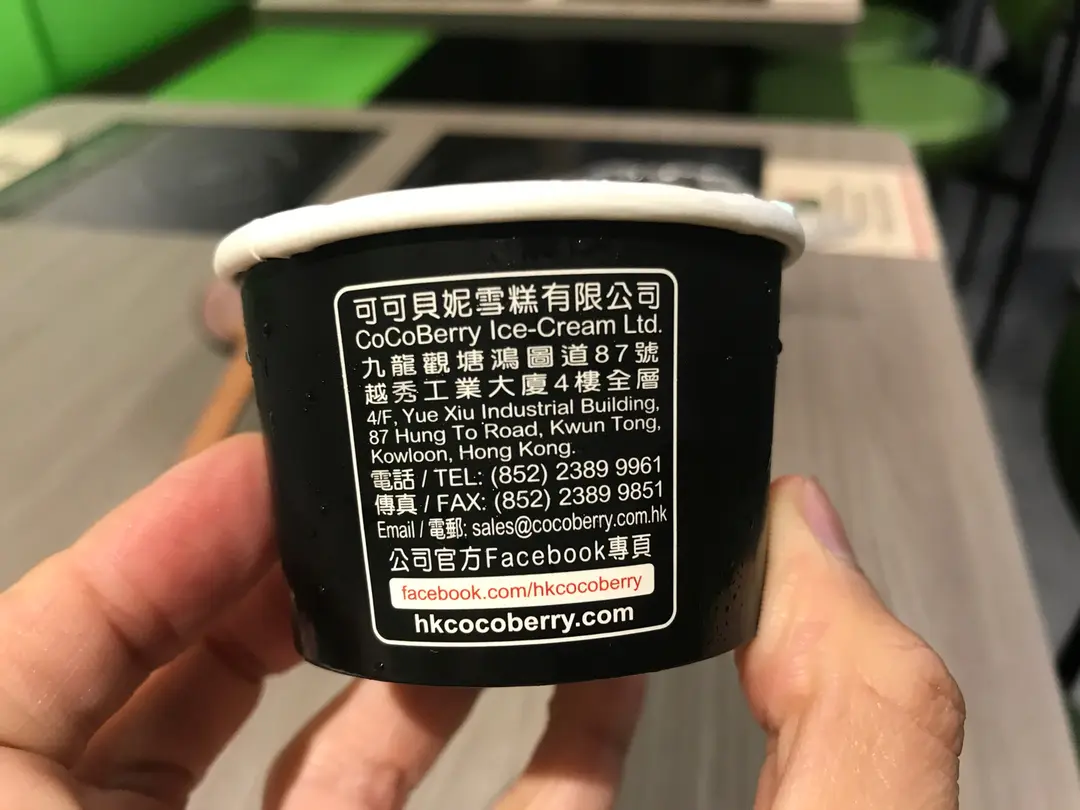 可可貝妮雪糕有限公司
CoCoBerry Ice-Cream Ltd.
九龍觀塘鴻圖道87號
越秀工業大廈4樓全層
4/F, Yue Xiu Industrial Building,
87 Hung To Road, Kwun Tong,
Kowloon, Hong Kong.
電話 / TEL: (852) 2389 9961
傳真 / FAX: (852) 2389 9851
Email / 電郵: sales@cocoberry.com.hk
公司官方Facebook專頁
facebook.com/hkcocoberry
hkcocoberry.com